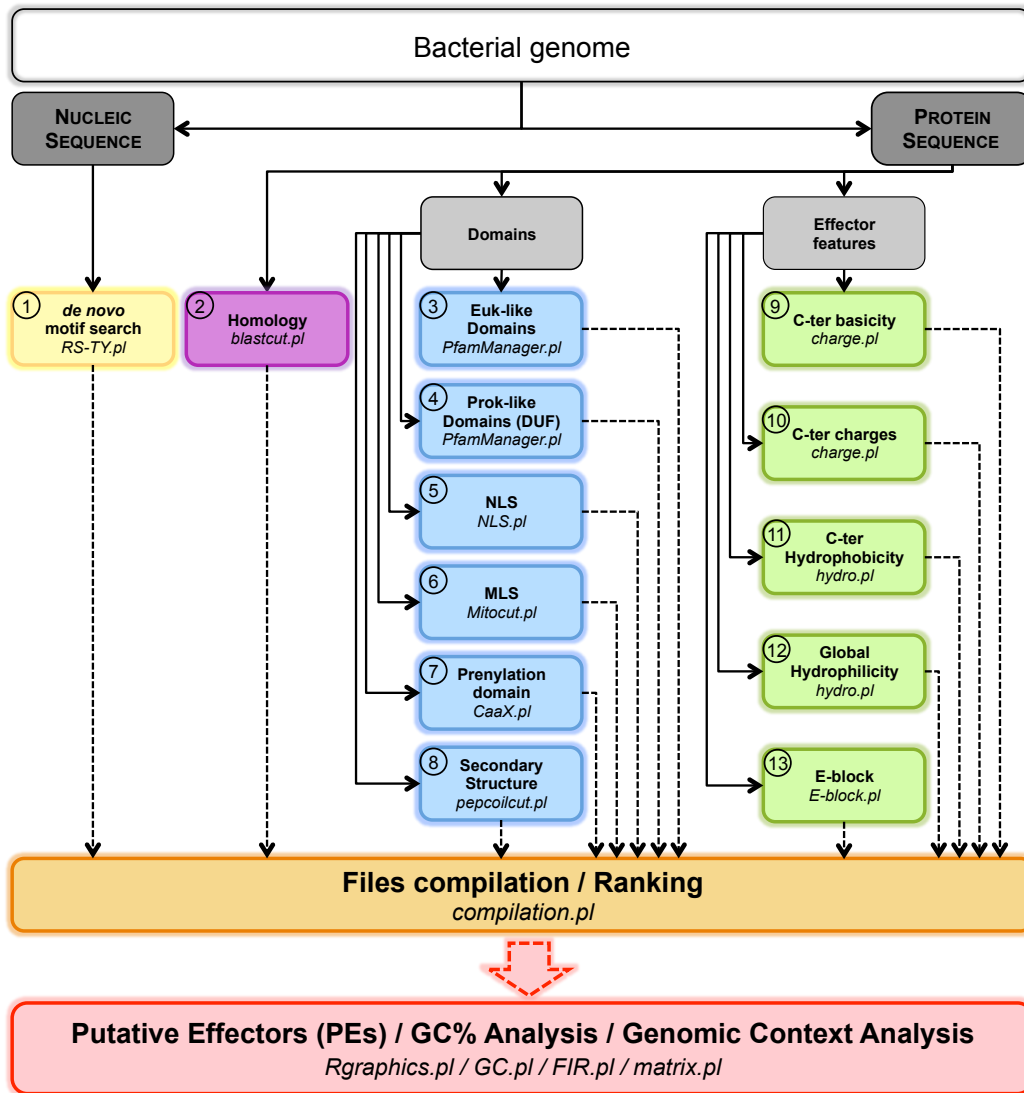 Bacterial genome
NUCLEIC
SEQUENCE
PROTEIN
SEQUENCE
Domains
Effector
features
1
de novo
motif search
RS-TY.pl
2
Homology
blastcut.pl
3
Euk-like
Domains
PfamManager.pl
4
Prok-like
Domains (DUF)
PfamManager.pl
5
NLS
NLS.pl
6
MLS
Mitocut.pl
7
Prenylation
domain
CaaX.pl
8
Secondary
Structure
pepcoilcut.pl
9
C-ter basicity
charge.pl
10
C-ter charges
charge.pl
11
C-ter
Hydrophobicity
hydro.pl
12
Global
Hydrophilicity
hydro.pl
13
E-block
E-block.pl
Files compilation / Ranking
compilation.pl
Putative Effectors (PEs) / GC% Analysis / Genomic Context Analysis
Rgraphics.pl / GC.pl / FIR.pl / matrix.pl